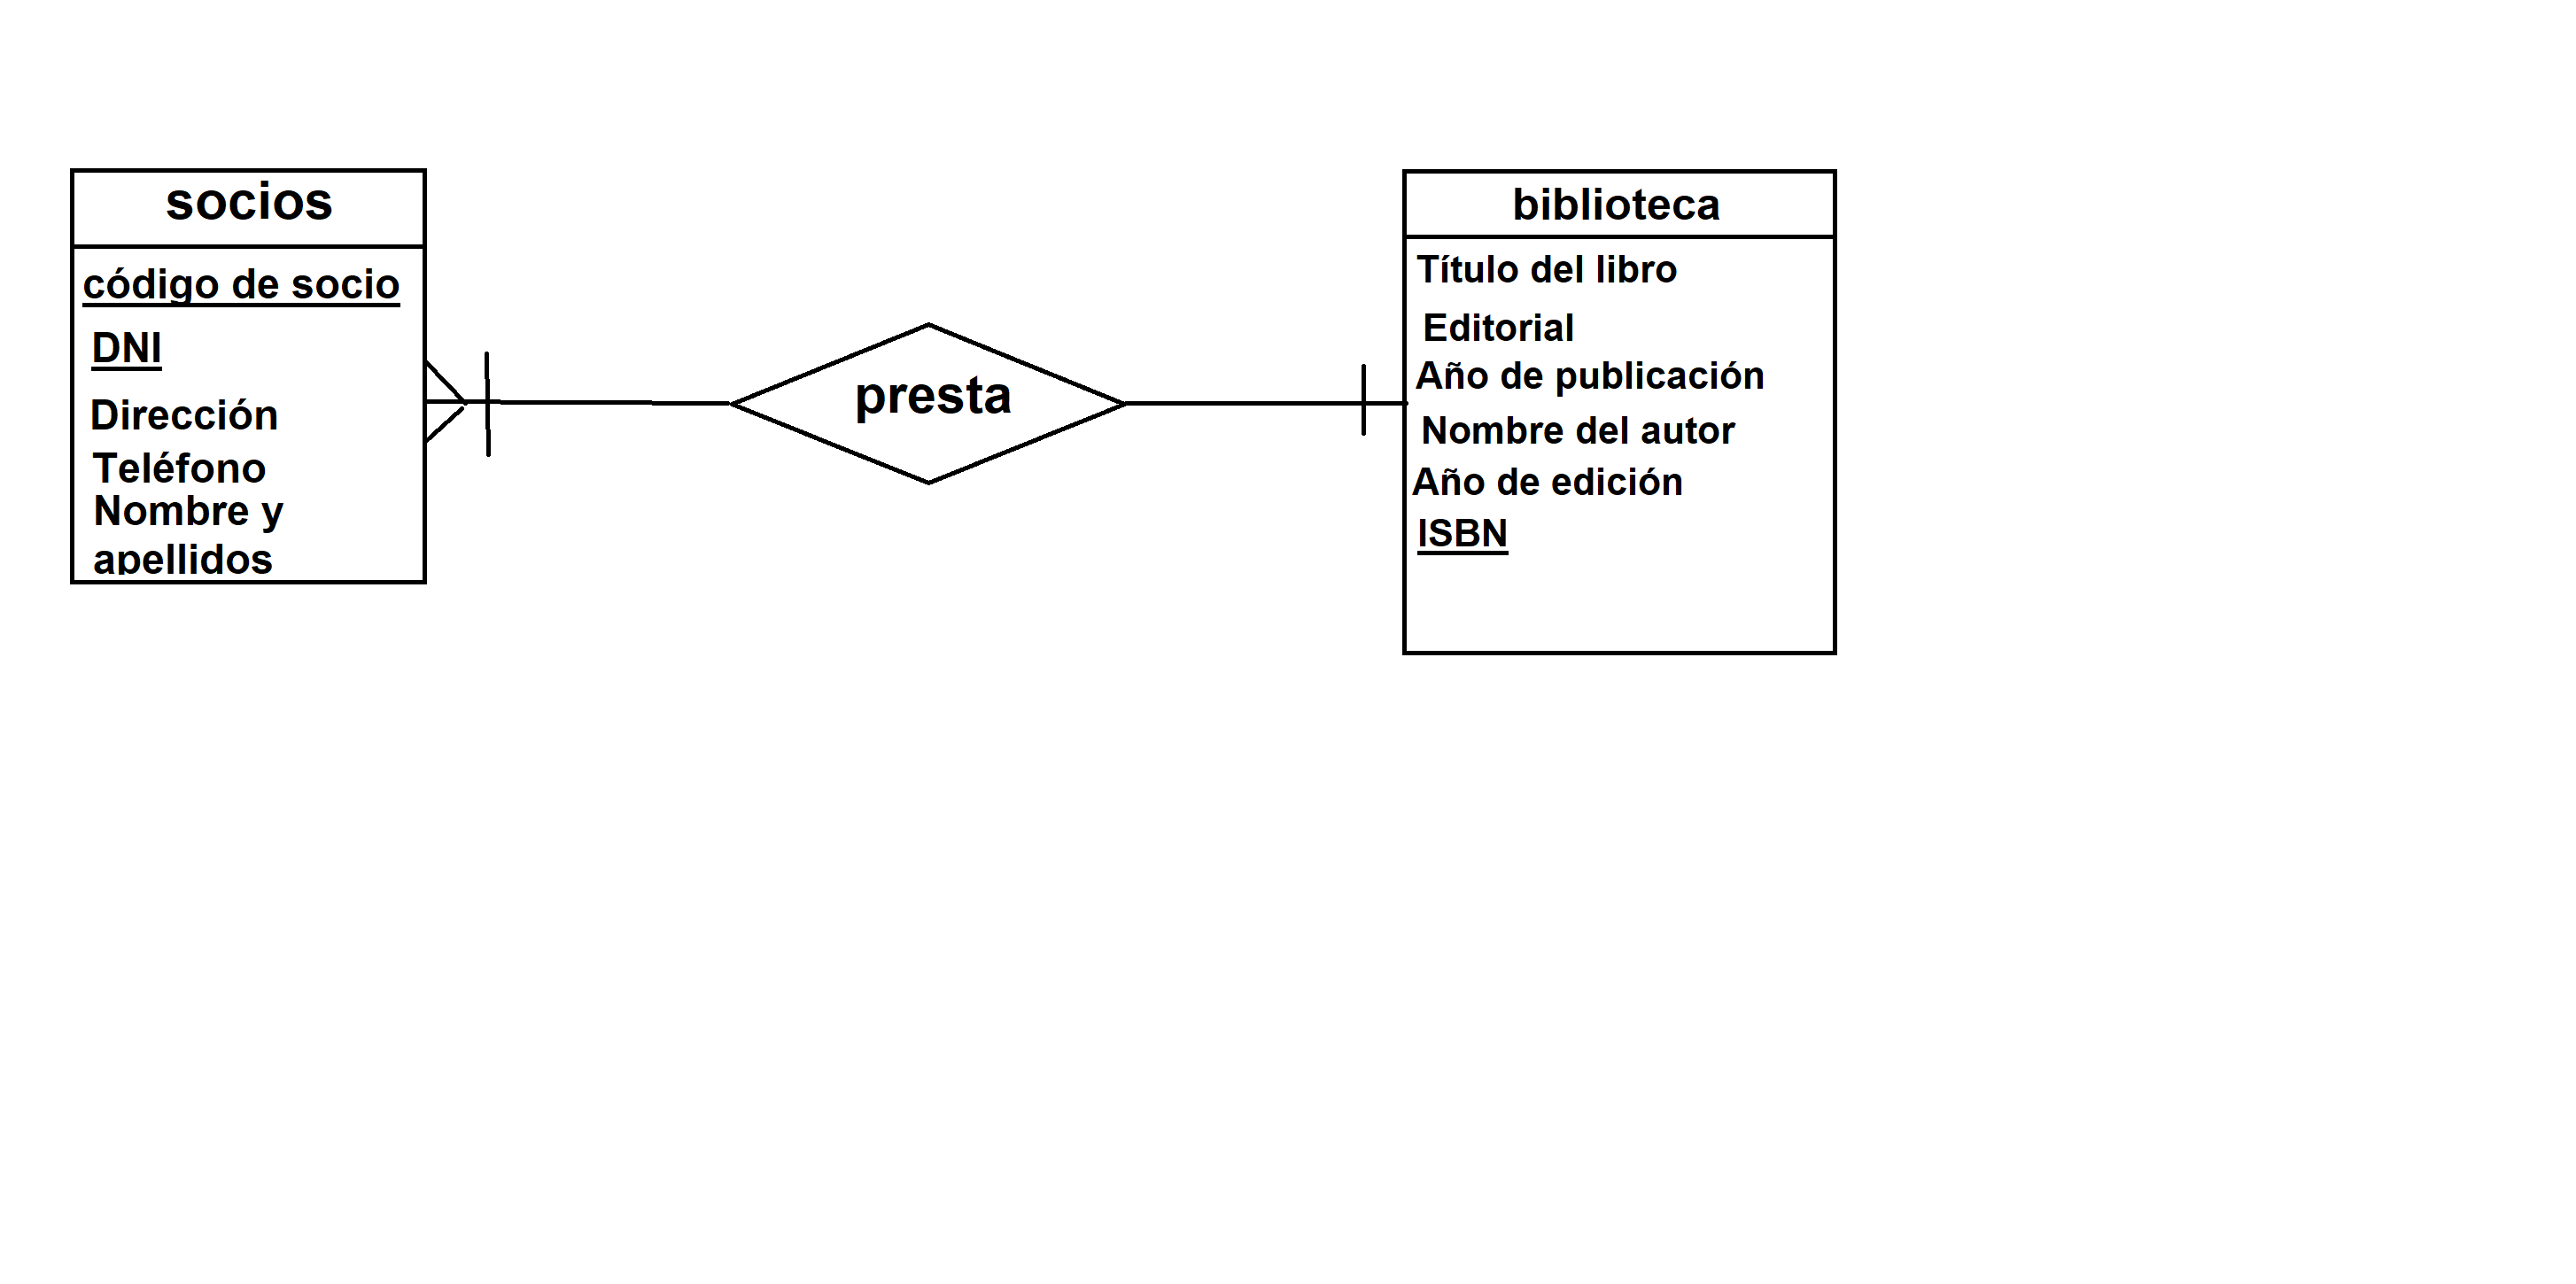 socios
código de socio
DNI
Dirección
Teléfono
Nombre y
apellidos
presta
biblioteca
Título del libro
Editorial
Año de publicación
Nombre del autor
Año de edición
ISBN